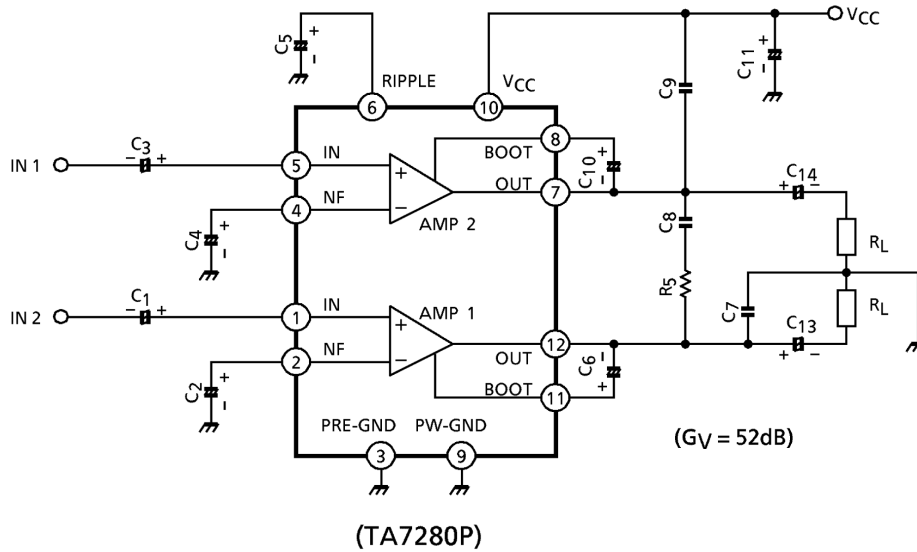 VCC
C5 + −
RIPPLE
VCC
6
10
C9
C11 + −
IN 1
− C3 +
5 IN
BOOT 8
C10 + −
+
OUT 7
+ C14 −
4 NF
−
AMP 2
C4 + −
C8
RL
R5
IN 2
− C1 +
1 IN
AMP 1
C7
RL
+
12
C13
+ −
2 NF
−
OUT
C6 − +
C2 + −
BOOT 11
PRE-GND
PW-GND
3
9
(GV = 52dB)
(TA7280P)